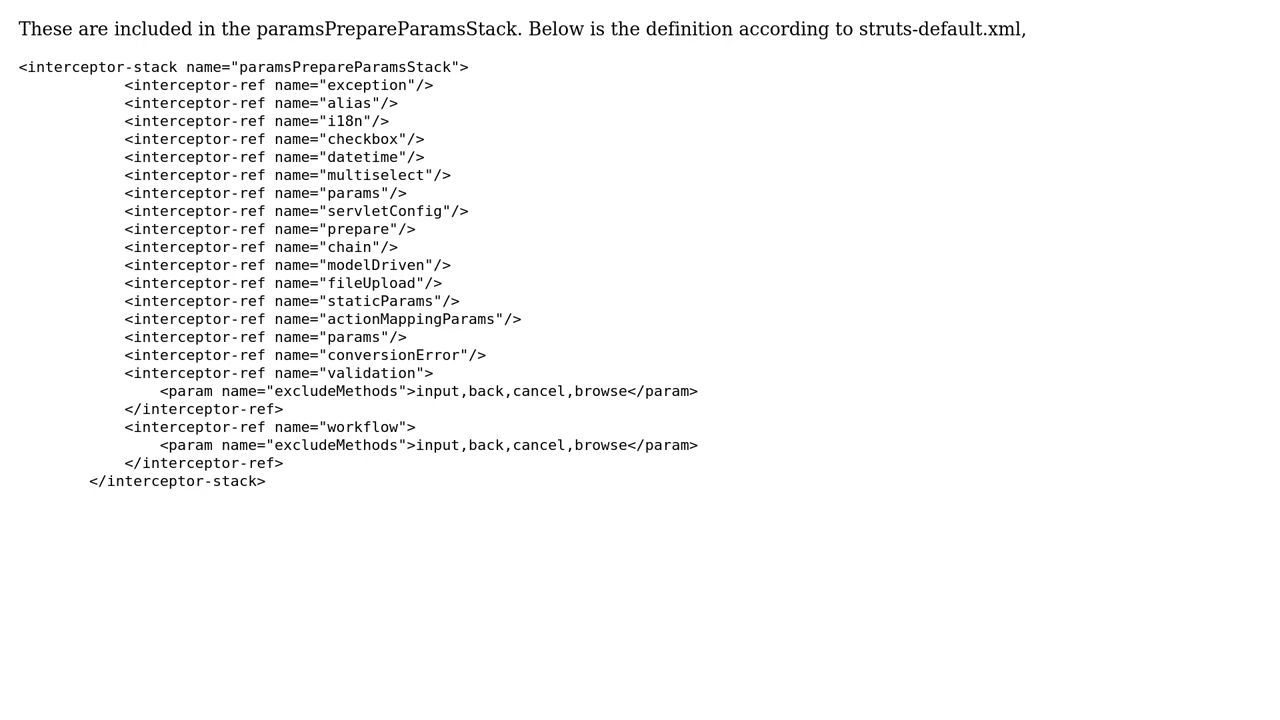 These are included in the paramsPrepareParamsStack. Below is the definition according to struts-default.xml,
<interceptor-stack name="paramsPrepareParamsStack">
            <interceptor-ref name="exception"/>
            <interceptor-ref name="alias"/>
            <interceptor-ref name="i18n"/>
            <interceptor-ref name="checkbox"/>
            <interceptor-ref name="datetime"/>
            <interceptor-ref name="multiselect"/>
            <interceptor-ref name="params"/>
            <interceptor-ref name="servletConfig"/>
            <interceptor-ref name="prepare"/>
            <interceptor-ref name="chain"/>
            <interceptor-ref name="modelDriven"/>
            <interceptor-ref name="fileUpload"/>
            <interceptor-ref name="staticParams"/>
            <interceptor-ref name="actionMappingParams"/>
            <interceptor-ref name="params"/>
            <interceptor-ref name="conversionError"/>
            <interceptor-ref name="validation">
                <param name="excludeMethods">input,back,cancel,browse</param>
            </interceptor-ref>
            <interceptor-ref name="workflow">
                <param name="excludeMethods">input,back,cancel,browse</param>
            </interceptor-ref>
        </interceptor-stack>